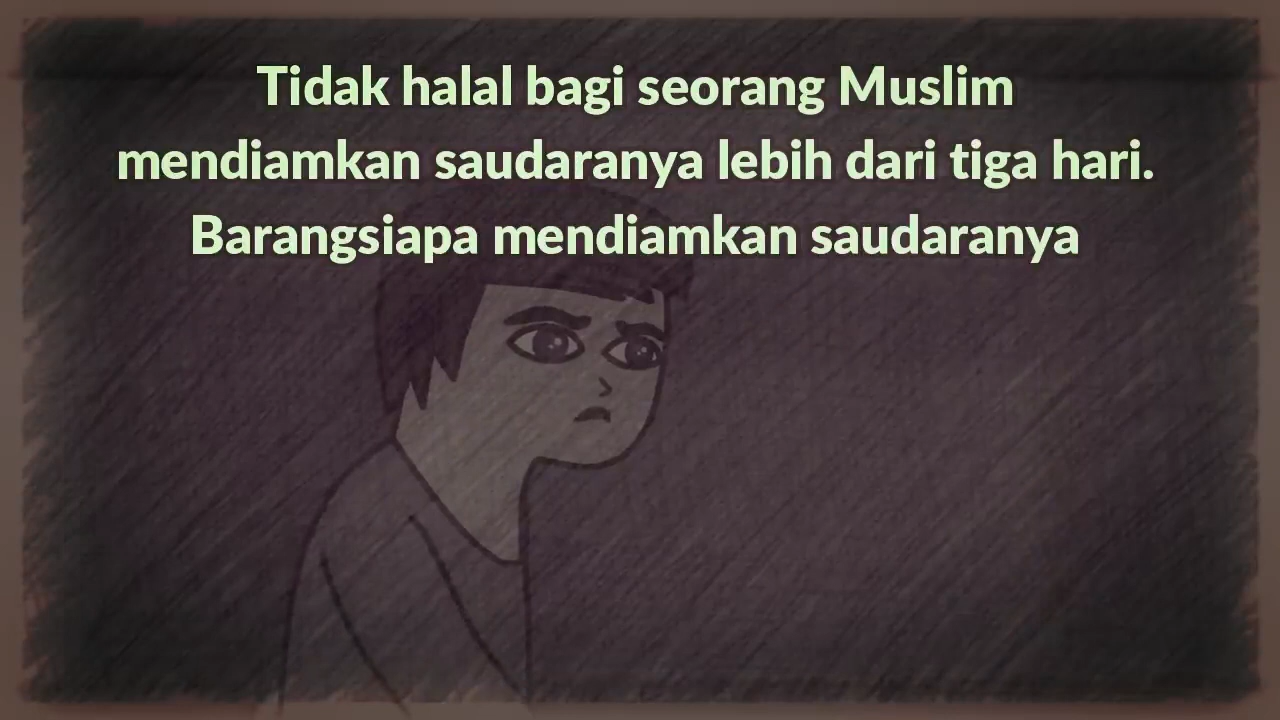 Tidak halal bagi seorang Muslim
mendiamkan saudaranya lebih dari tiga hari.
Barangsiapa mendiamkan saudaranya